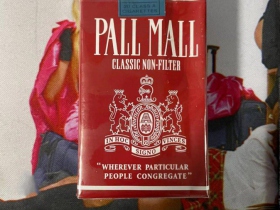 PALL MALL
CLASSIC NON-FILTER
IN HOC SIGNO VINCES
"WHEREVER PARTICULAR
PEOPLE CONGREGATE"